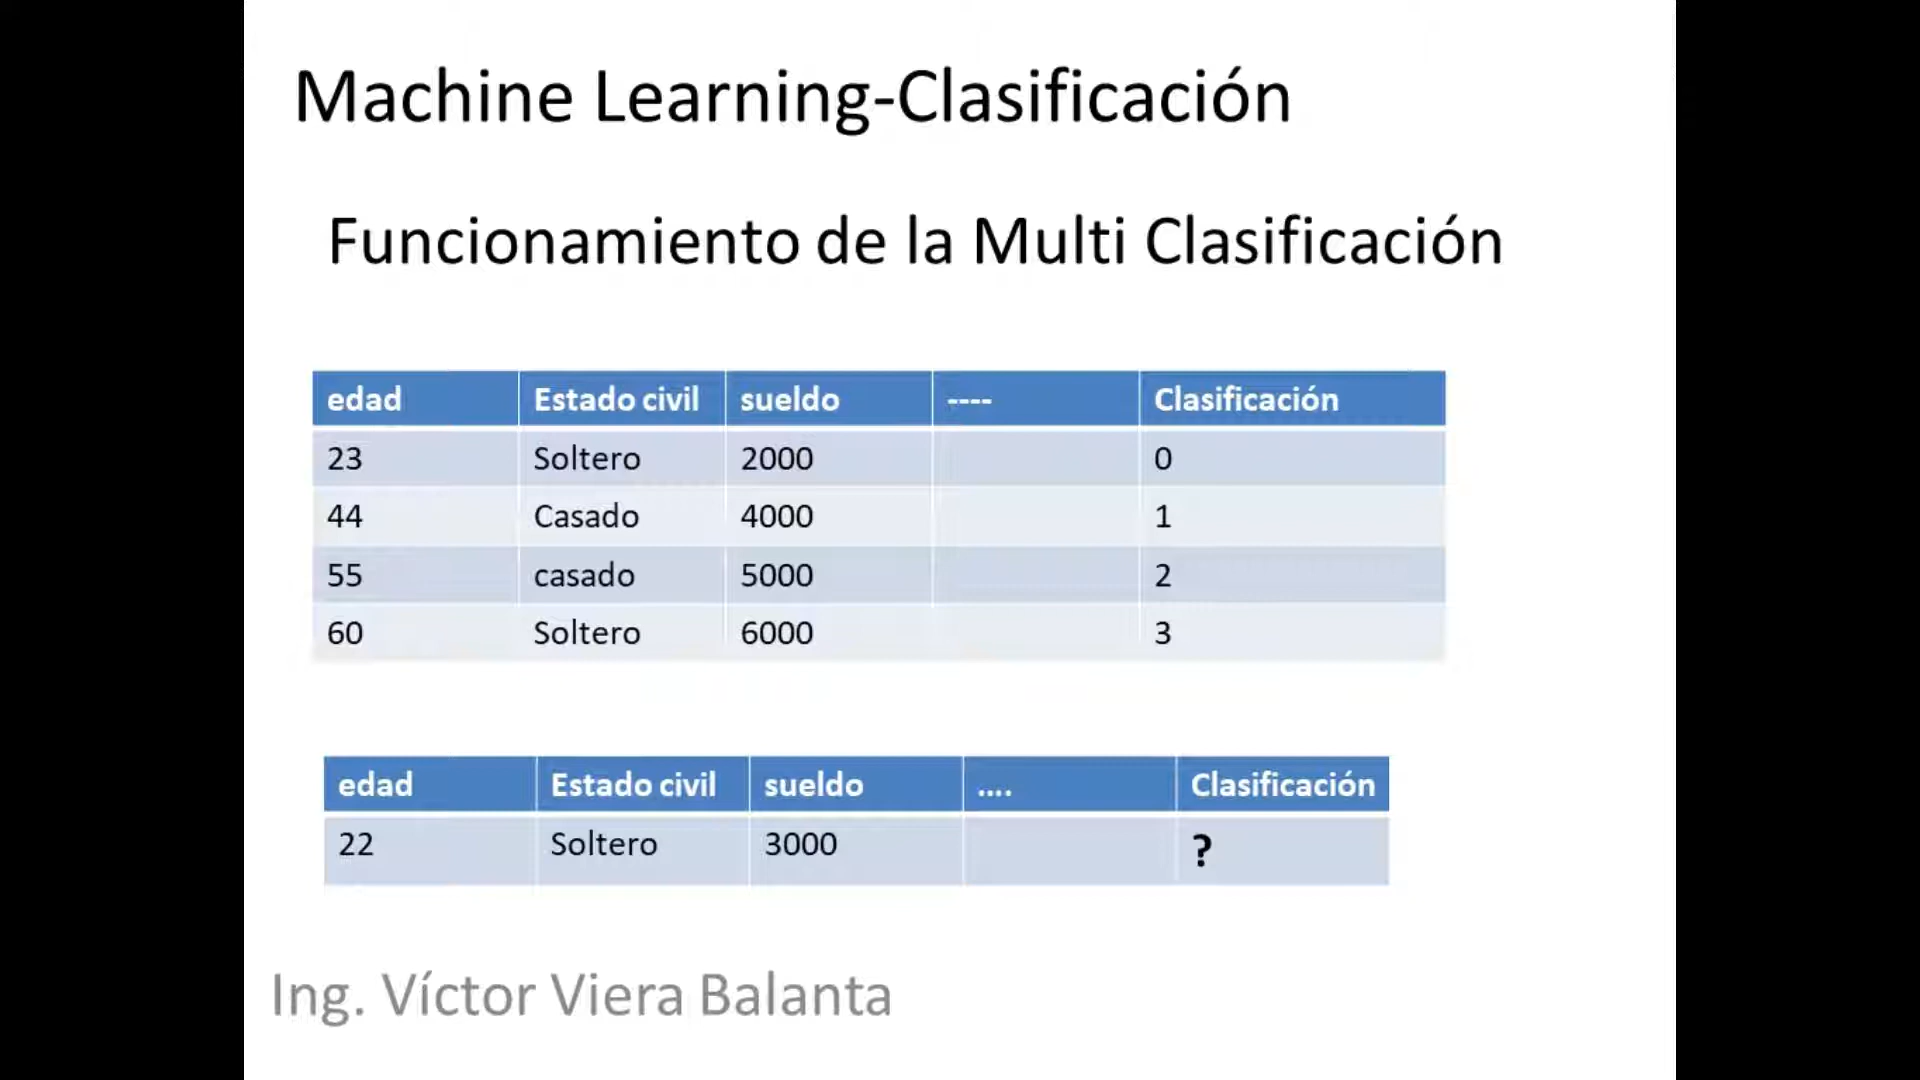 Machine Learning-Clasificación
Funcionamiento de la Multi Clasificación
edad Estado civil sueldo ---- Clasificación
23 Soltero 2000 0
44 Casado 4000 1
55 casado 5000 2
60 Soltero 6000 3
edad Estado civil sueldo .... Clasificación
22 Soltero 3000 ?
Ing. Víctor Viera Balanta